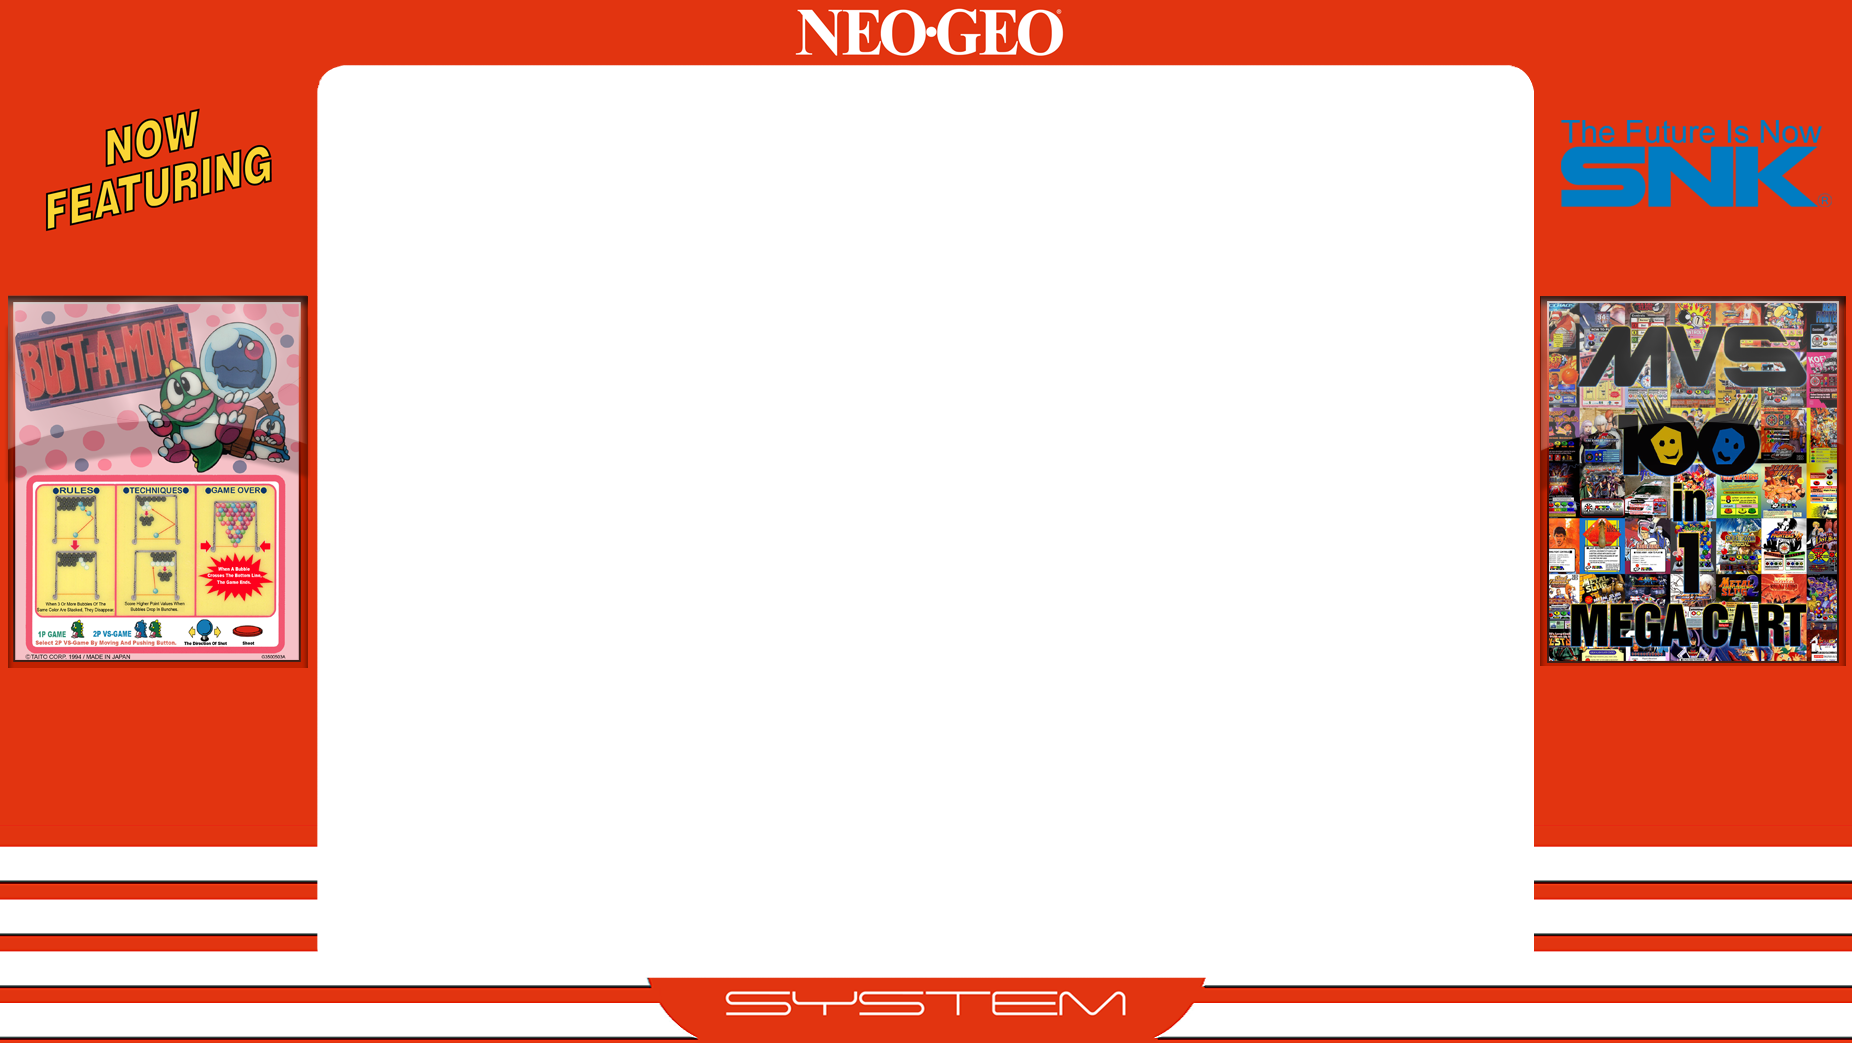 NEO•GEO®
NOW
FEATURING
The Future Is Now
SNK®
BUST-A-MOVE
●RULES● ●TECHNIQUES● ●GAME OVER●
When A Bubble
Crosses The Bottom Line,
The Game Ends.
When 3 Or More Bubbles Of The
Same Color Are Stacked, They Disappear.
Score Higher Point Values When
Bubbles Drop In Bunches.
1P GAME 2P VS-GAME
Select 2P VS-Game By Moving And Pushing Button.
The Direction Of Shot Shoot
©TAITO CORP. 1994 / MADE IN JAPAN
MVS
100
in
1
MEGA CART
SYSTEM